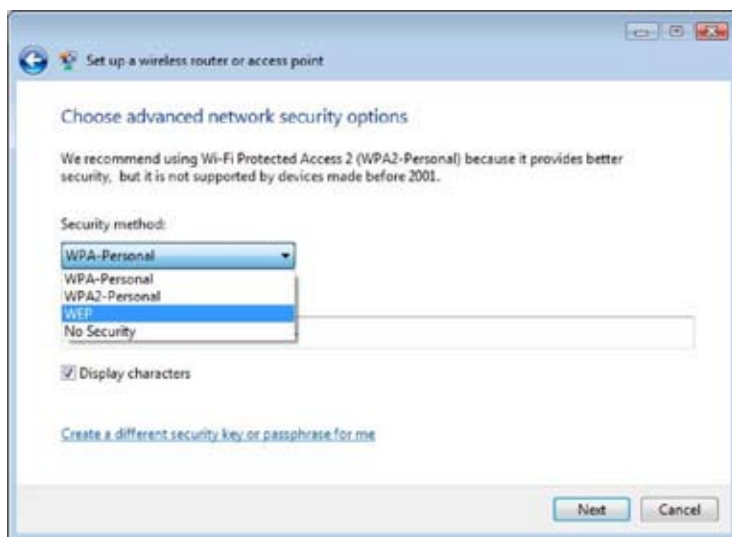 Set up a wireless router or access point
Choose advanced network security options
We recommend using Wi-Fi Protected Access 2 (WPA2-Personal) because it provides better
security, but it is not supported by devices made before 2001.
Security method:
WPA-Personal
WPA-Personal
WPA2-Personal
WEP
No Security
Display characters
Create a different security key or passphrase for me
Next
Cancel